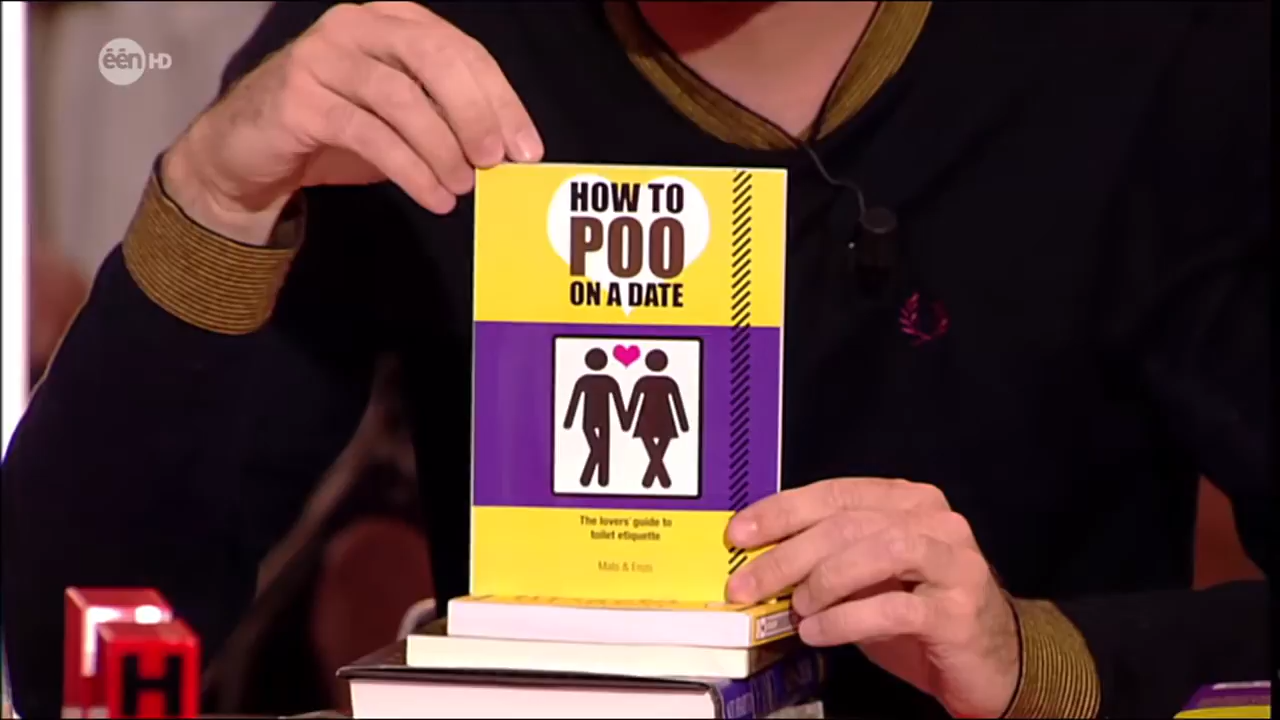 één HD
HOW TO
POO
ON A DATE
The lovers' guide to
toilet etiquette
Mats & Enzo
H